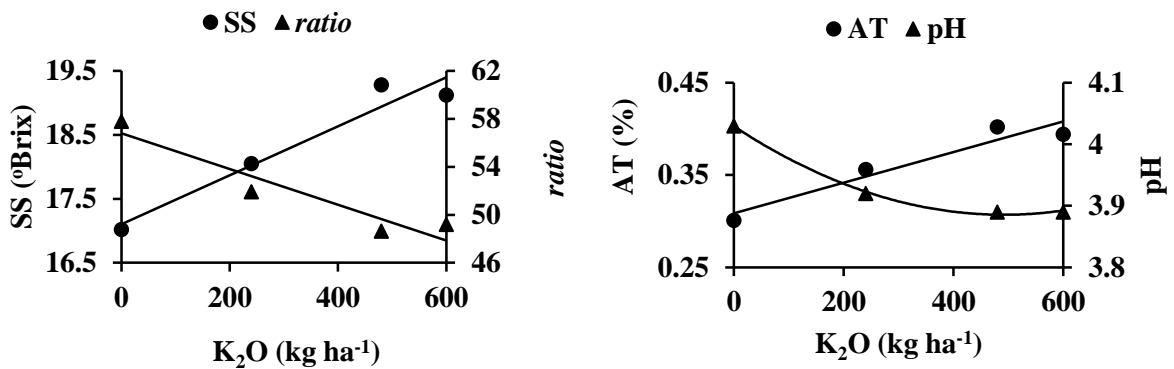 ● SS ▲ ratio
19.5
18.5
17.5
16.5
SS (ºBrix)
62
58
54
50
46
ratio
0 200 400 600
K₂O (kg ha⁻¹)
● AT ▲ pH
0.45
0.35
0.25
AT (%)
4.1
4
3.9
3.8
pH
0 200 400 600
K₂O (kg ha⁻¹)